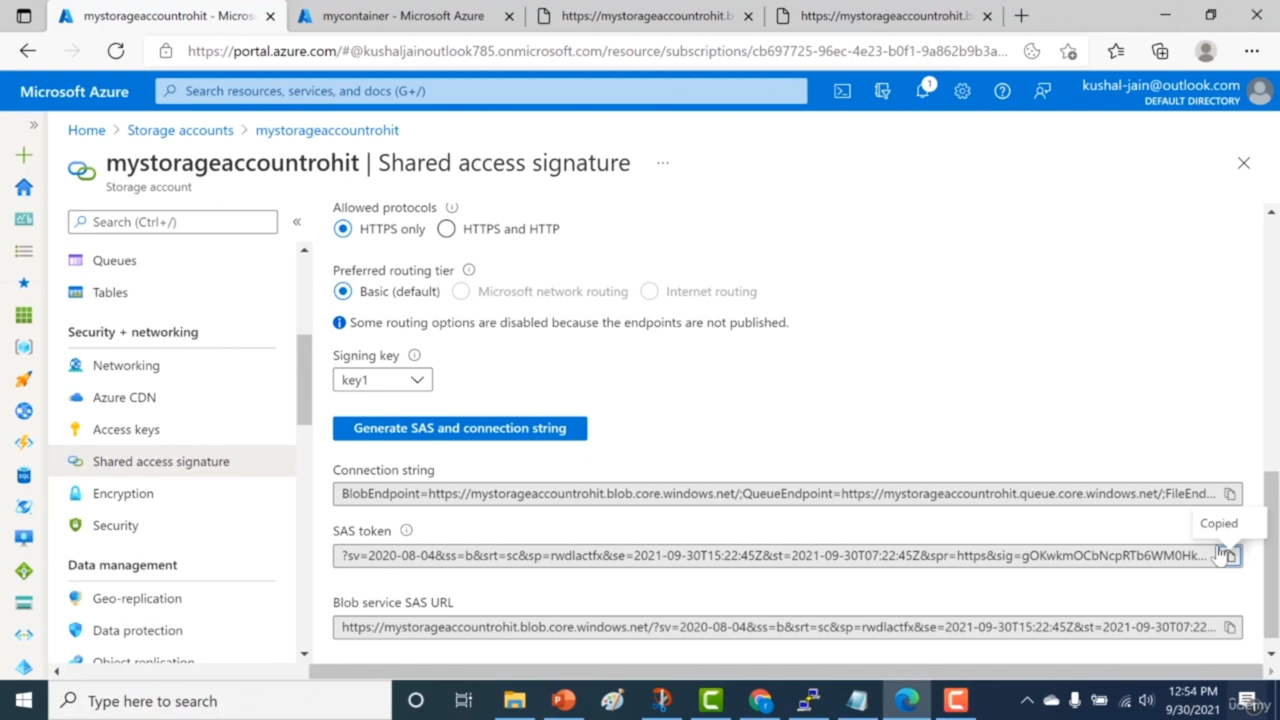 mystorageaccountrohit - Micros
mycontainer - Microsoft Azure
https://mystorageaccountrohit.b
https://mystorageaccountrohit.b
https://portal.azure.com/#@kushaljainoutlook785.onmicrosoft.com/resource/subscriptions/cb697725-96ec-4e23-b0f1-9a862b9b3a...
Microsoft Azure
Search resources, services, and docs (G+/)
1
kushal-jain@outlook.com
DEFAULT DIRECTORY
Home > Storage accounts > mystorageaccountrohit
mystorageaccountrohit | Shared access signature ...
Storage account
Search (Ctrl+/)
Queues
Tables
Security + networking
Networking
Azure CDN
Access keys
Shared access signature
Encryption
Security
Data management
Geo-replication
Data protection
Object replication
Allowed protocols
HTTPS only HTTPS and HTTP
Preferred routing tier
Basic (default) Microsoft network routing Internet routing
Some routing options are disabled because the endpoints are not published.
Signing key
key1
Generate SAS and connection string
Connection string
BlobEndpoint=https://mystorageaccountrohit.blob.core.windows.net/;QueueEndpoint=https://mystorageaccountrohit.queue.core.windows.net/;FileEnd...
Copied
SAS token
?sv=2020-08-04&ss=b&srt=sc&sp=rwdlactfx&se=2021-09-30T15:22:45Z&st=2021-09-30T07:22:45Z&spr=https&sig=gOKwkmOCbNcpRTb6WM0Hk...
Blob service SAS URL
https://mystorageaccountrohit.blob.core.windows.net/?sv=2020-08-04&ss=b&srt=sc&sp=rwdlactfx&se=2021-09-30T15:22:45Z&st=2021-09-30T07:22...
Type here to search
12:54 PM
9/30/2021
udemy